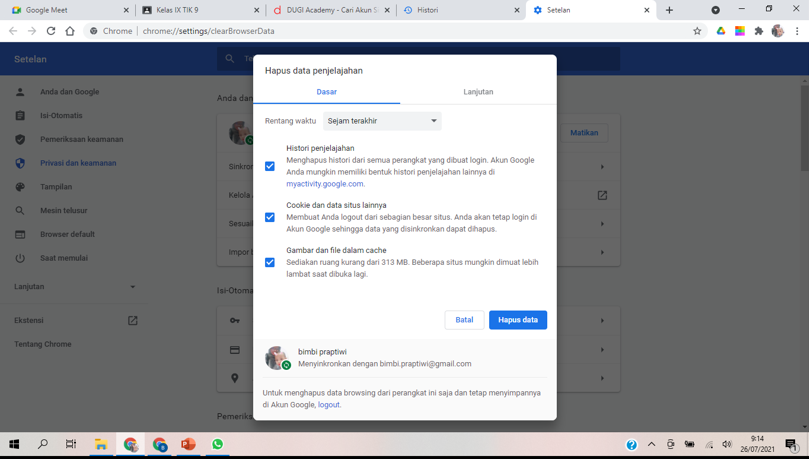 Google Meet
Kelas IX TIK 9
DUGI Academy - Cari Akun S
Histori
Setelan
Chrome | chrome://settings/clearBrowserData
Setelan
Te
Anda dan Google
Isi-Otomatis
Pemeriksaan keamanan
Privasi dan keamanan
Tampilan
Mesin telusur
Browser default
Saat memulai
Lanjutan
Ekstensi
Tentang Chrome
Anda dan
Matikan
Sinkron
Kelola
Sesuai
Impor
Isi-Otoma
Pemeriks
Hapus data penjelajahan
Dasar
Lanjutan
Rentang waktu
Sejam terakhir
Histori penjelajahan
Menghapus histori dari semua perangkat yang dibuat login. Akun Google
Anda mungkin memiliki bentuk histori penjelajahan lainnya di
myactivity.google.com.
Cookie dan data situs lainnya
Membuat Anda logout dari sebagian besar situs. Anda akan tetap login di
Akun Google sehingga data yang disinkronkan dapat dihapus.
Gambar dan file dalam cache
Sediakan ruang kurang dari 313 MB. Beberapa situs mungkin dimuat lebih
lambat saat dibuka lagi.
Batal
Hapus data
bimbi praptiwi
Menyinkronkan dengan bimbi.praptiwi@gmail.com
Untuk menghapus data browsing dari perangkat ini saja dan tetap menyimpannya
di Akun Google, logout.
9:14
26/07/2021
1